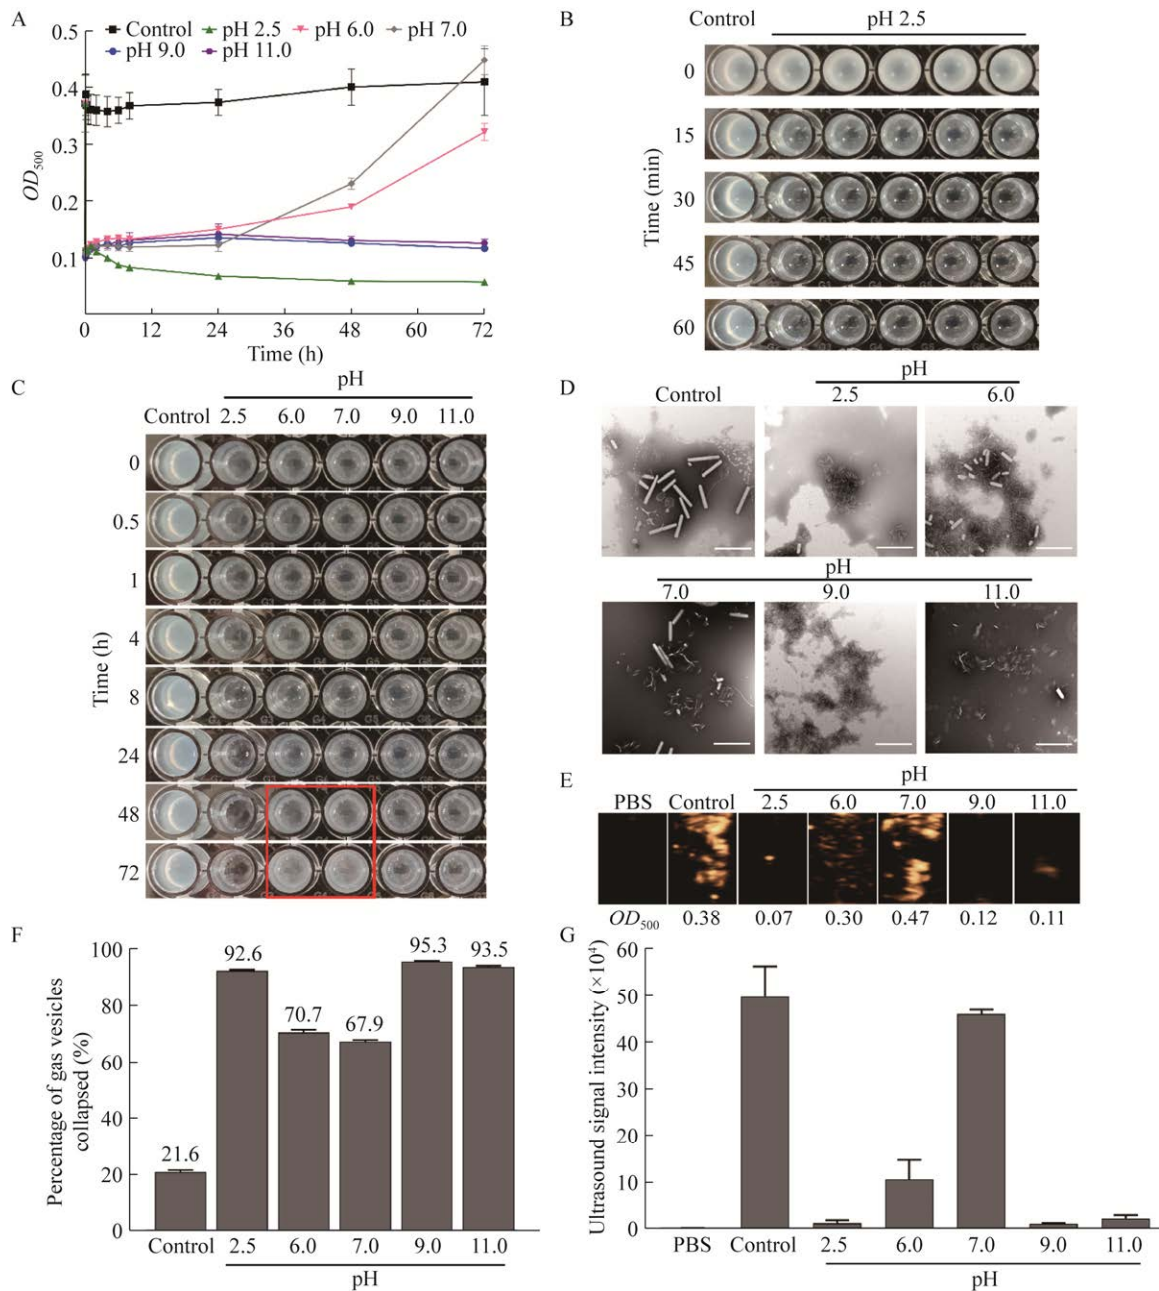 A
Control pH 2.5 pH 6.0 pH 7.0
pH 9.0 pH 11.0
0.5
0.4
0.3
0.2
0.1
OD500
0 12 24 36 48 60 72
Time (h)
B
Control pH 2.5
0
15
30
45
60
Time (min)
C
pH
Control 2.5 6.0 7.0 9.0 11.0
0
0.5
1
4
8
24
48
72
Time (h)
D
pH
Control 2.5 6.0
pH
7.0 9.0 11.0
E
pH
PBS Control 2.5 6.0 7.0 9.0 11.0
OD500 0.38 0.07 0.30 0.47 0.12 0.11
F
100
80
60
40
20
0
Percentage of gas vesicles
collapsed (%)
21.6 92.6 70.7 67.9 95.3 93.5
Control 2.5 6.0 7.0 9.0 11.0
pH
G
60
50
40
30
20
10
0
Ultrasound signal intensity (×10⁴)
PBS Control 2.5 6.0 7.0 9.0 11.0
pH